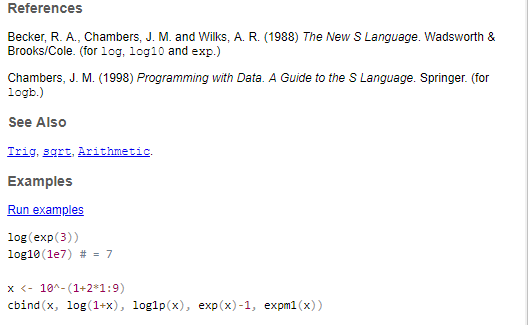 References
Becker, R. A., Chambers, J. M. and Wilks, A. R. (1988) The New S Language. Wadsworth &
Brooks/Cole. (for log, log10 and exp.)
Chambers, J. M. (1998) Programming with Data. A Guide to the S Language. Springer. (for
logb.)
See Also
Trig, sqrt, Arithmetic.
Examples
Run examples
log(exp(3))
log10(1e7) # = 7
x <- 10^-(1+2*1:9)
cbind(x, log(1+x), log1p(x), exp(x)-1, expm1(x))